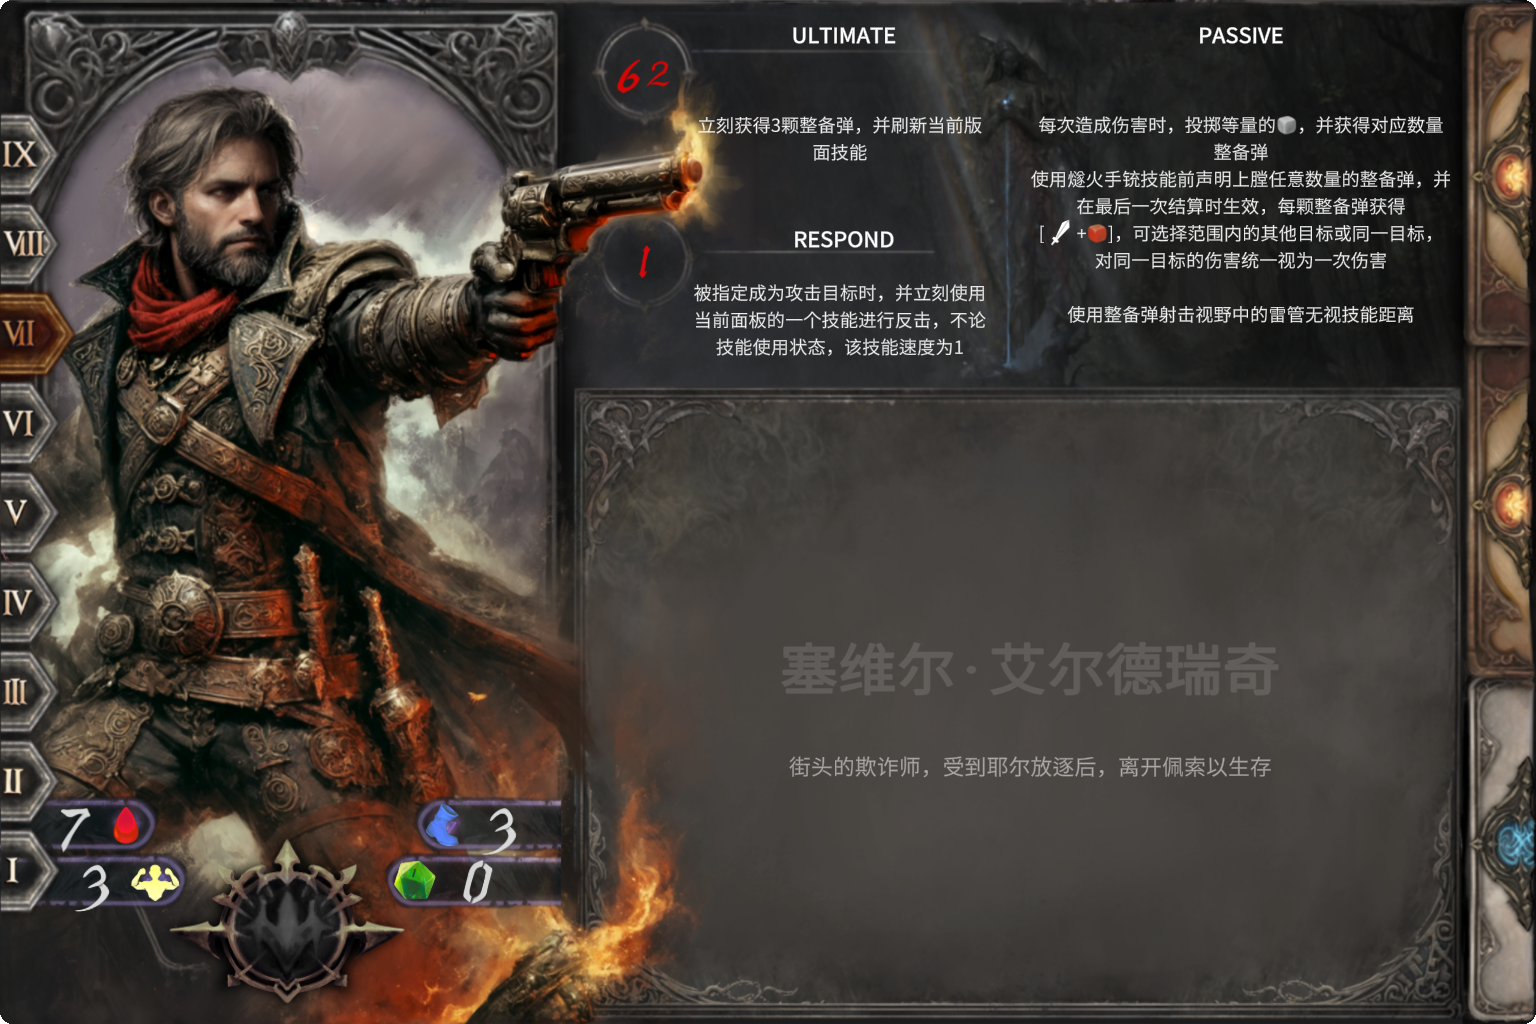 IX
VIII
VII
VI
V
IV
III
II
I
7
3
3
0
62
ULTIMATE
立刻获得3颗整备弹，并刷新当前版
面技能
1
RESPOND
被指定成为攻击目标时，并立刻使用
当前面板的一个技能进行反击，不论
技能使用状态，该技能速度为1
PASSIVE
每次造成伤害时，投掷等量的，并获得对应数量
整备弹
使用燧火手铳技能前声明上膛任意数量的整备弹，并
在最后一次结算时生效，每颗整备弹获得
[ + ]，可选择范围内的其他目标或同一目标，
对同一目标的伤害统一视为一次伤害
使用整备弹射击视野中的雷管无视技能距离
塞维尔·艾尔德瑞奇
街头的欺诈师，受到耶尔放逐后，离开佩索以生存